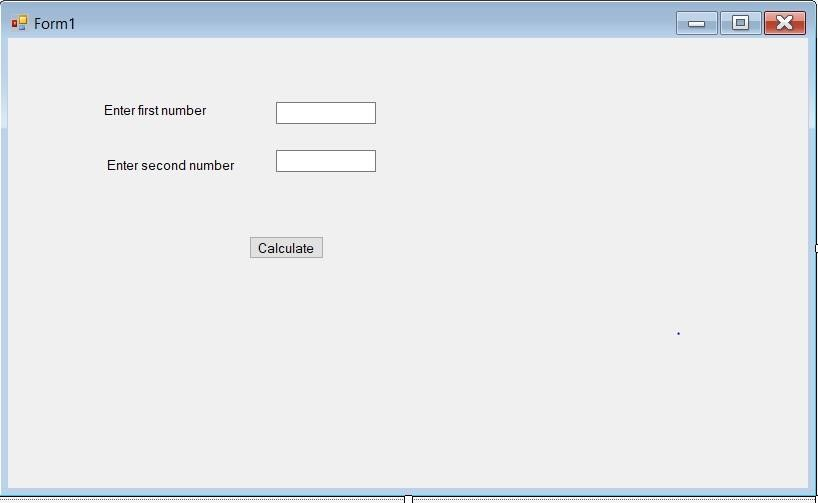 Form1
Enter first number
Enter second number
Calculate